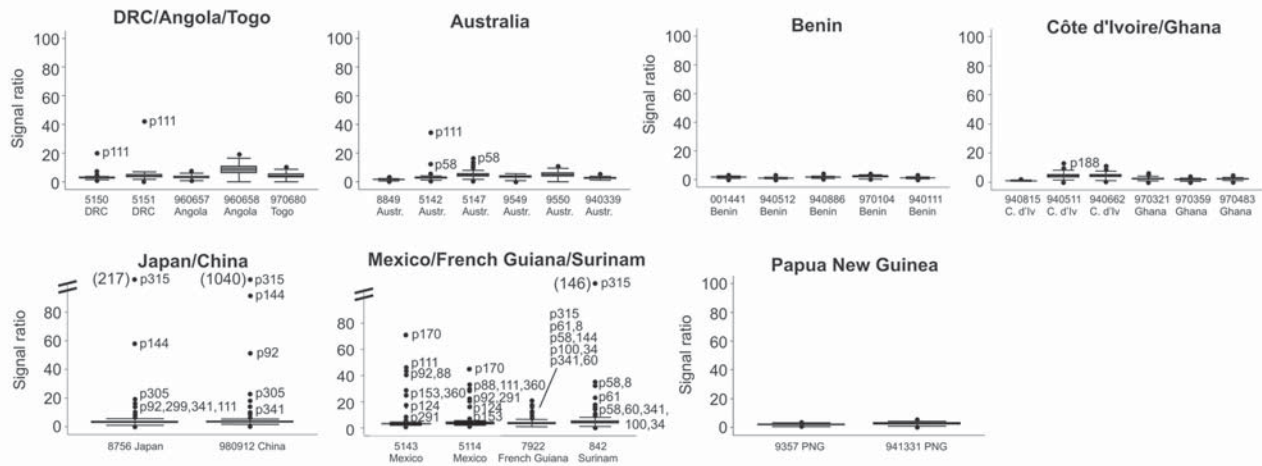 DRC/Angola/Togo
Signal ratio
100
80
60
40
20
0
p111
p111
5150 5151 960657 960658 970680
DRC DRC Angola Angola Togo
Australia
100
80
60
40
20
0
p111
p58
p58
8849 5142 5147 9549 9550 940339
Austr. Austr. Austr. Austr. Austr. Austr.
Benin
Signal ratio
100
80
60
40
20
0
001441 940512 940886 970104 940111
Benin Benin Benin Benin Benin
Côte d'Ivoire/Ghana
100
80
60
40
20
0
p188
940815 940511 940662 970321 970359 970483
C. d'Iv C. d'Iv C. d'Iv Ghana Ghana Ghana
Japan/China
Signal ratio
80
60
40
20
0
(217) p315
p144
p305
p92,299,341,111
(1040) p315
p144
p92
p305
p341
8756 Japan 980912 China
Mexico/French Guiana/Surinam
80
60
40
20
0
p170
p111
p92,88
p153,360
p124
p291
p170
p88,111,360
p92,291
p124
p153
p315
p61,8
p58,144
p100,34
p341,60
(146) p315
p58,8
p61
p58,60,341,
100,34
5143 5114 7922 842
Mexico Mexico French Guiana Surinam
Papua New Guinea
Signal ratio
100
80
60
40
20
0
9357 PNG 941331 PNG